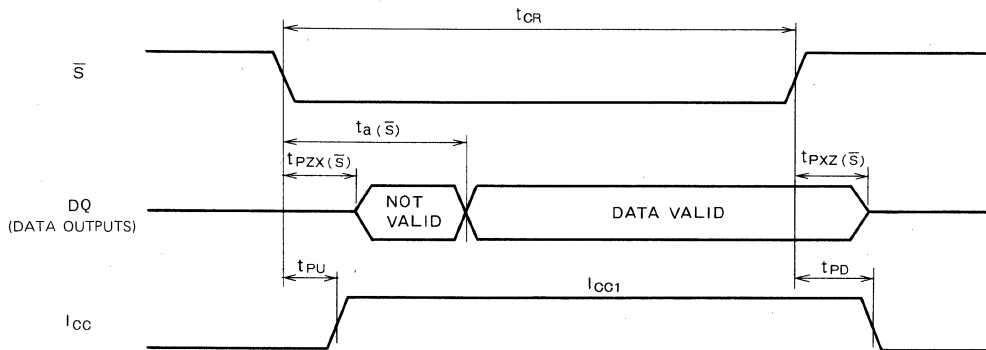 tCR
S̅
ta(S̅)
tPZX(S̅)
tPXZ(S̅)
DQ
(DATA OUTPUTS)
NOT
VALID
DATA VALID
tPU
tPD
ICC1
ICC